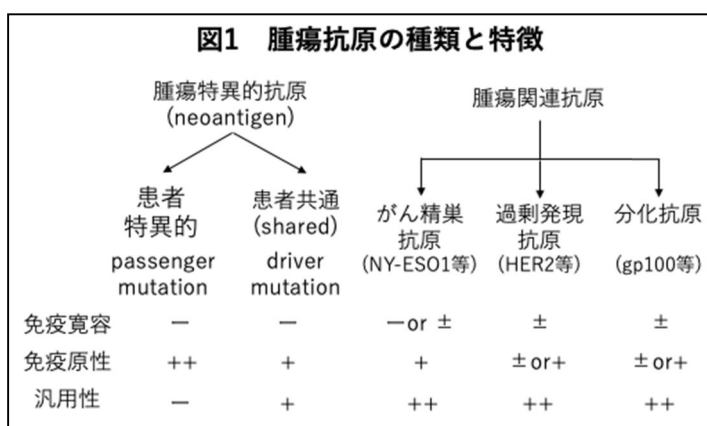 図1　腫瘍抗原の種類と特徴
腫瘍特異的抗原
(neoantigen)
腫瘍関連抗原
患者
特異的
passenger
mutation
患者共通
(shared)
driver
mutation
がん精巣
抗原
(NY-ESO1等)
過剰発現
抗原
(HER2等)
分化抗原
(gp100等)
免疫寛容 － － －or ± ± ±
免疫原性 ++ + + ±or+ ±or+
汎用性 － + ++ ++ ++